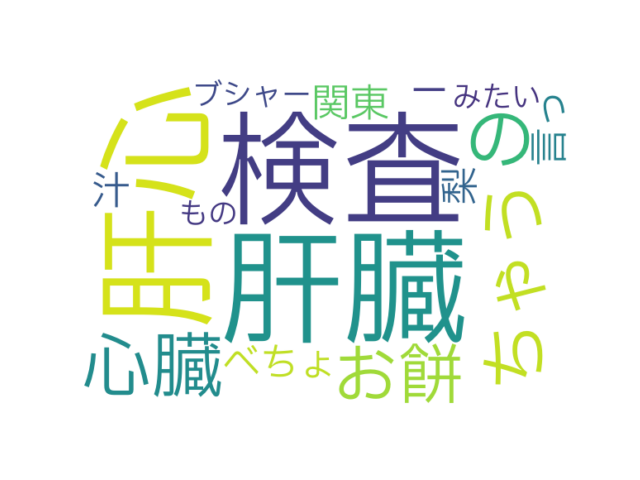 ブシャー
関東
ー
みたい
言っ
肝心
検査
の
汁
もの
梨
ちゃう
肝臓
心臓
べちょ
お餅